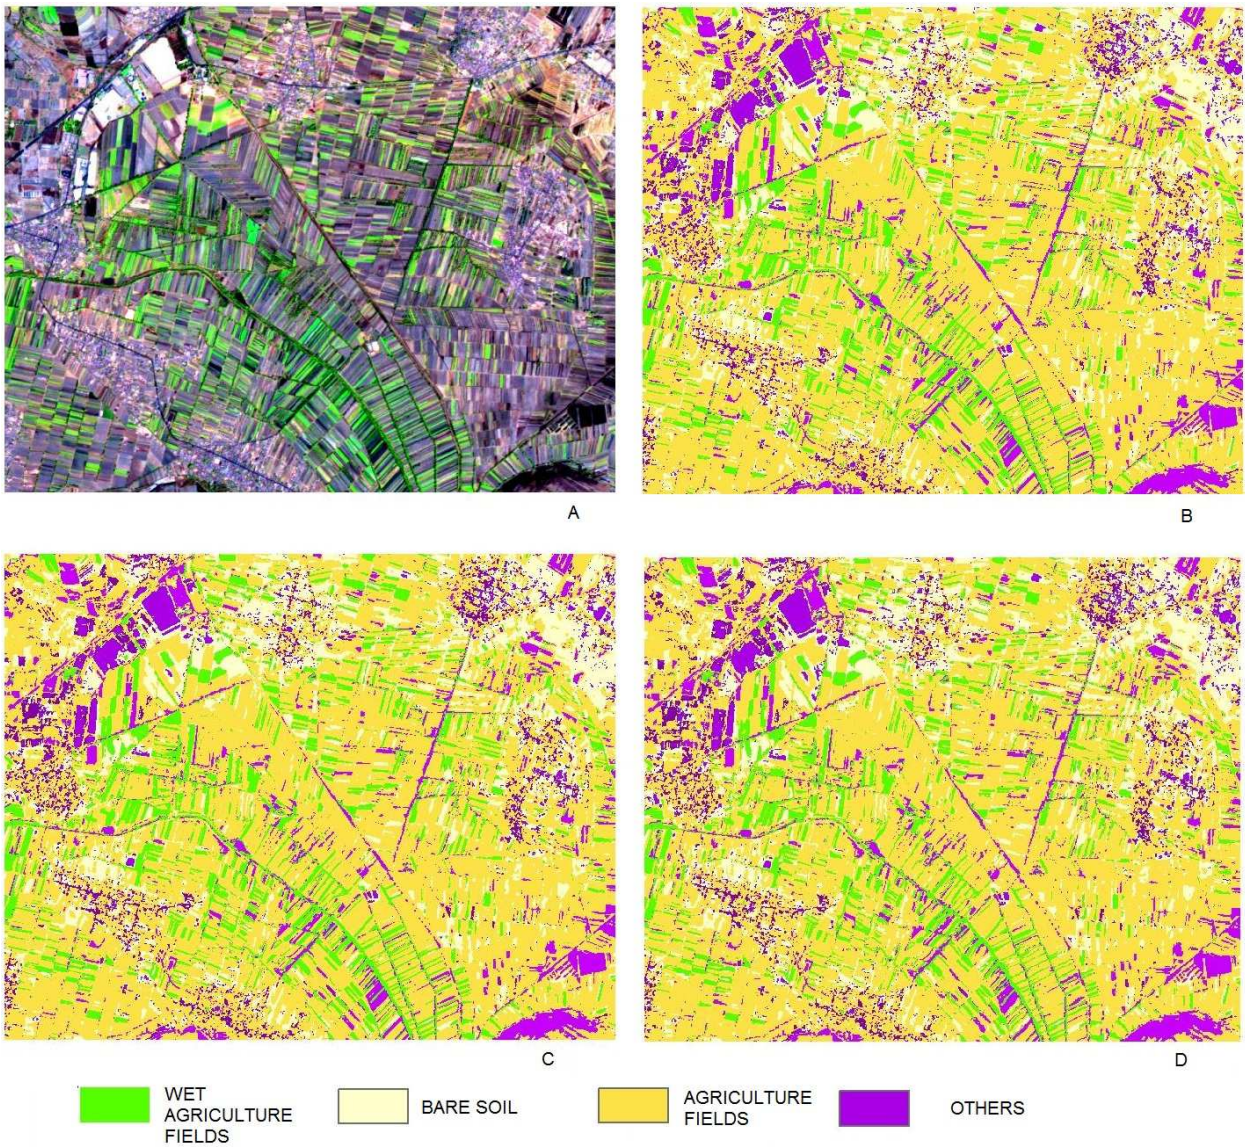 A
B
C
D
WET
AGRICULTURE
FIELDS
BARE SOIL
AGRICULTURE
FIELDS
OTHERS